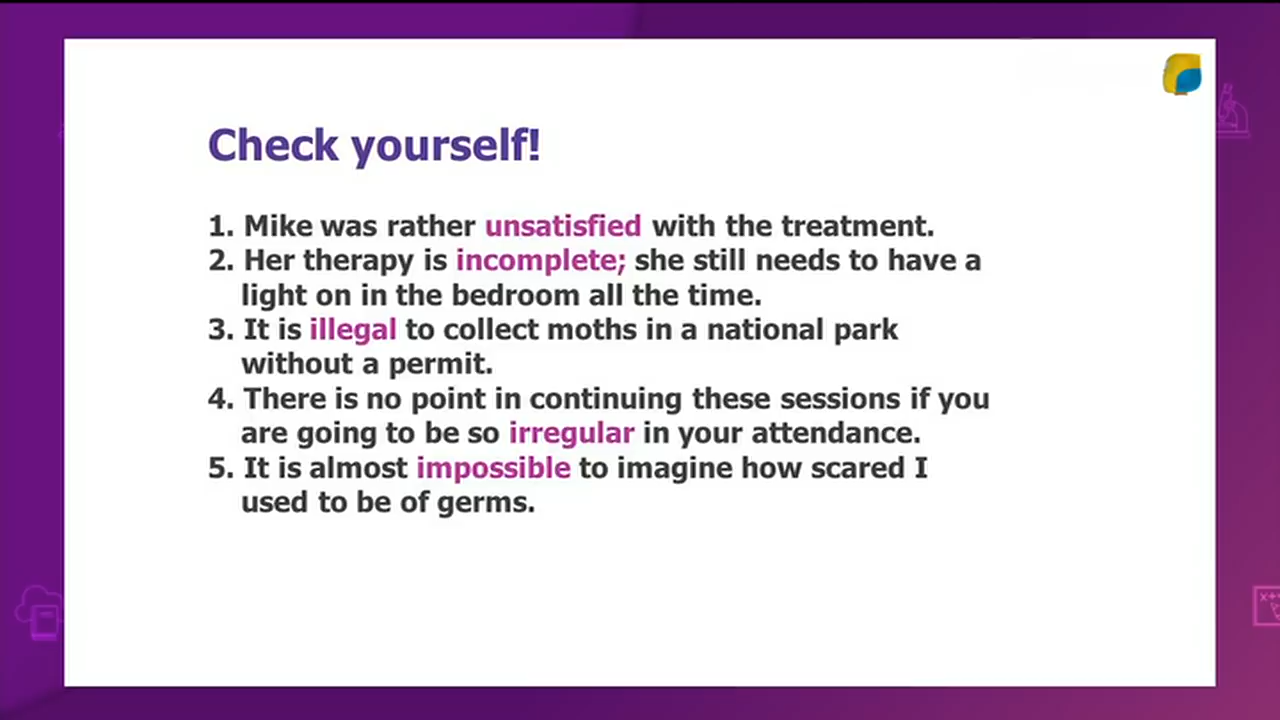 Check yourself!
1. Mike was rather unsatisfied with the treatment.
2. Her therapy is incomplete; she still needs to have a
light on in the bedroom all the time.
3. It is illegal to collect moths in a national park
without a permit.
4. There is no point in continuing these sessions if you
are going to be so irregular in your attendance.
5. It is almost impossible to imagine how scared I
used to be of germs.